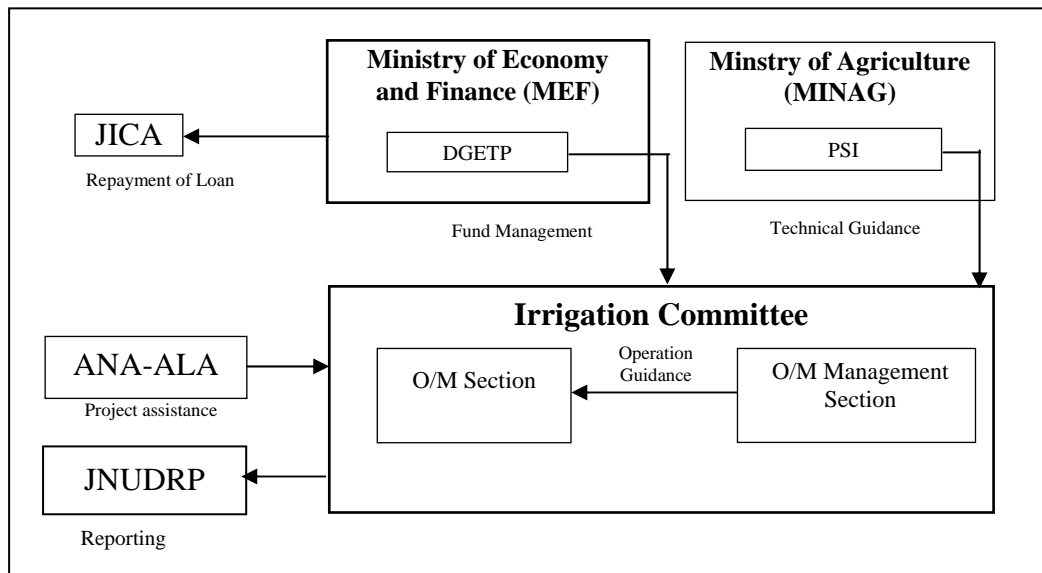 Ministry of Economy
and Finance (MEF)
Minstry of Agriculture
(MINAG)
JICA
DGETP
PSI
Repayment of Loan
Fund Management
Technical Guidance
Irrigation Committee
ANA-ALA
Project assistance
O/M Section
Operation
Guidance
O/M Management
Section
JNUDRP
Reporting